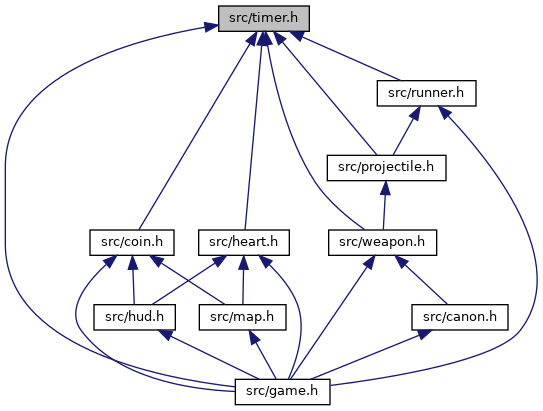 src/timer.h
src/runner.h
src/projectile.h
src/coin.h
src/heart.h
src/weapon.h
src/hud.h
src/map.h
src/canon.h
src/game.h